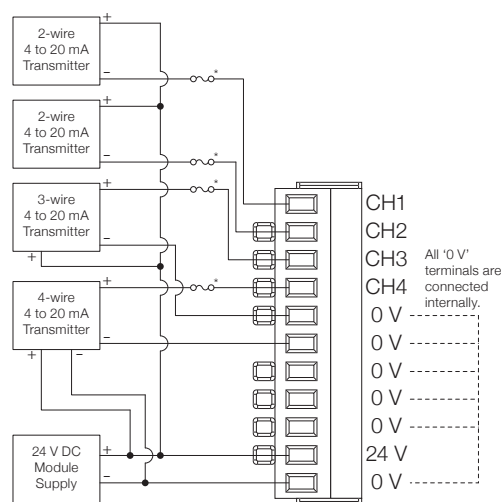 2-wire
4 to 20 mA
Transmitter
+
–
*
2-wire
4 to 20 mA
Transmitter
+
–
*
3-wire
4 to 20 mA
Transmitter
+
–
+
*
4-wire
4 to 20 mA
Transmitter
+
–
+
–
*
24 V DC
Module
Supply
+
–
CH1
CH2
CH3
CH4
0 V
0 V
0 V
0 V
0 V
24 V
0 V
All ‘0 V’
terminals are
connected
internally.